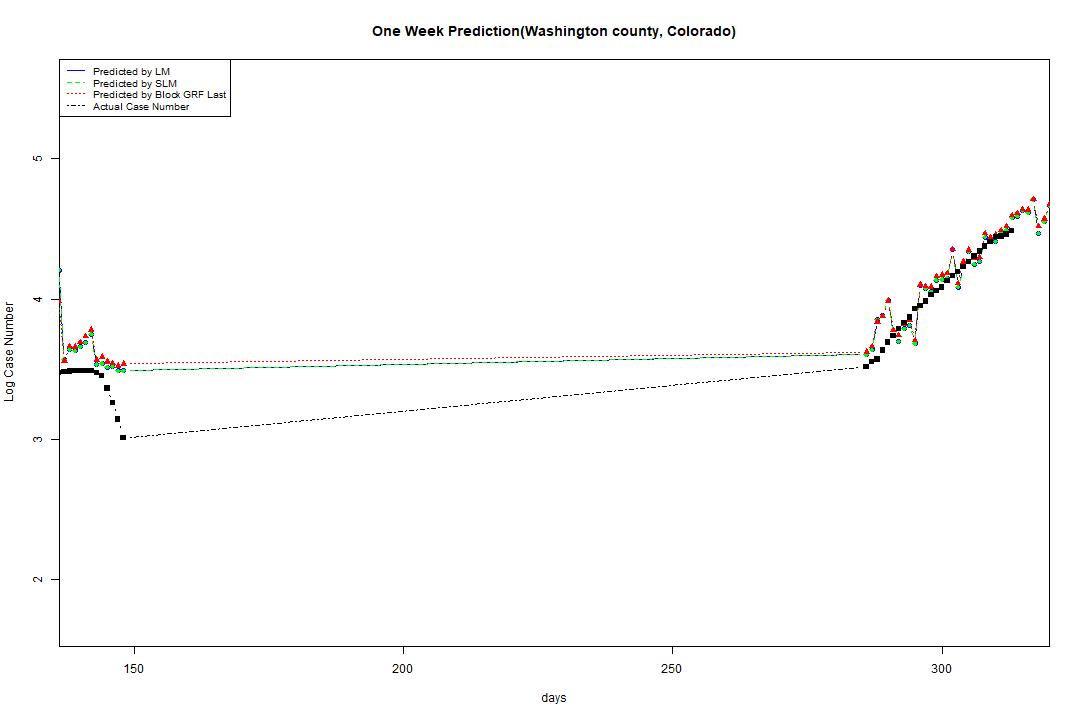 One Week Prediction(Washington county, Colorado)
Predicted by LM
Predicted by SLM
Predicted by Block GRF Last
Actual Case Number
5
4
3
2
Log Case Number
150 200 250 300
days